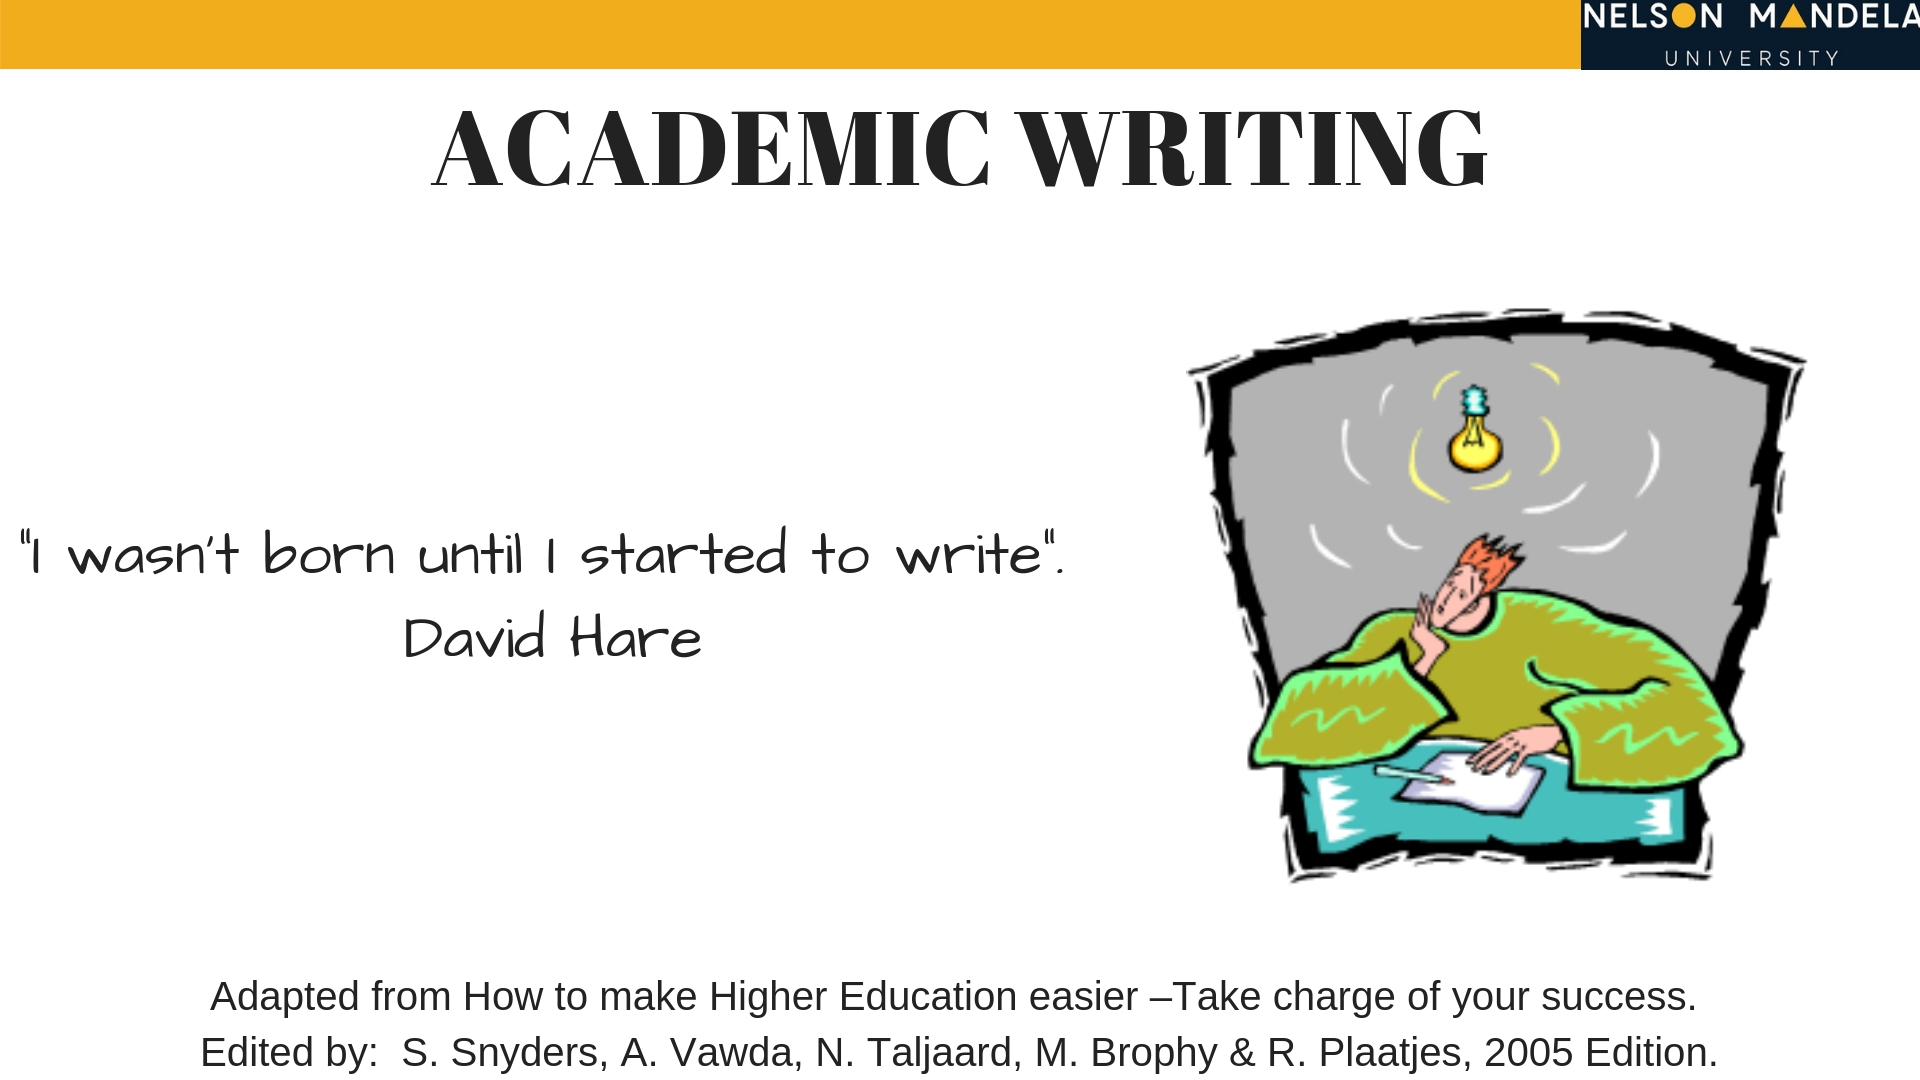 NELSON MANDELA
UNIVERSITY
ACADEMIC WRITING
"I wasn't born until I started to write".
David Hare
Adapted from How to make Higher Education easier –Take charge of your success.
Edited by:  S. Snyders, A. Vawda, N. Taljaard, M. Brophy & R. Plaatjes, 2005 Edition.